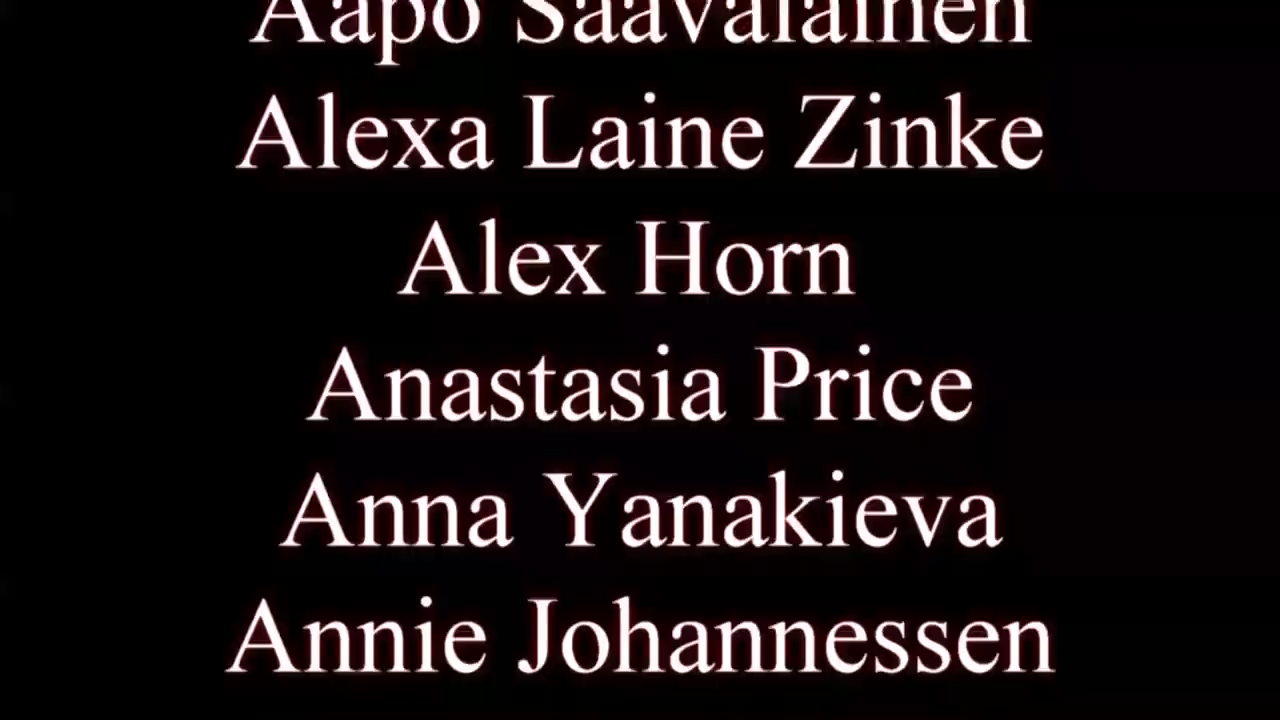 Aapo Saavalainen
Alexa Laine Zinke
Alex Horn
Anastasia Price
Anna Yanakieva
Annie Johannessen